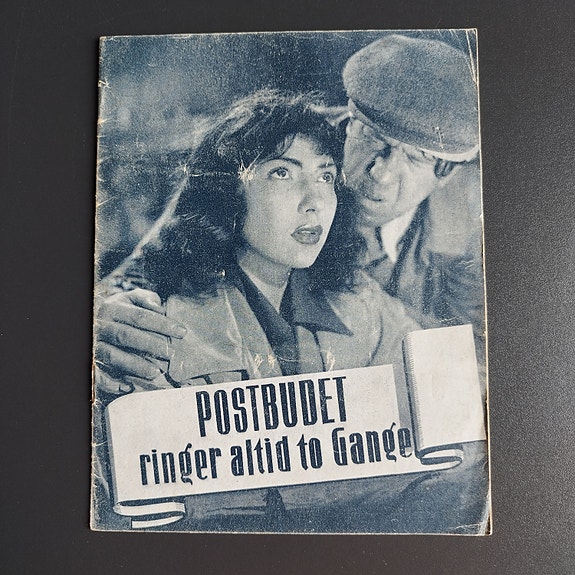 POSTBUDET
ringer altid to Gange